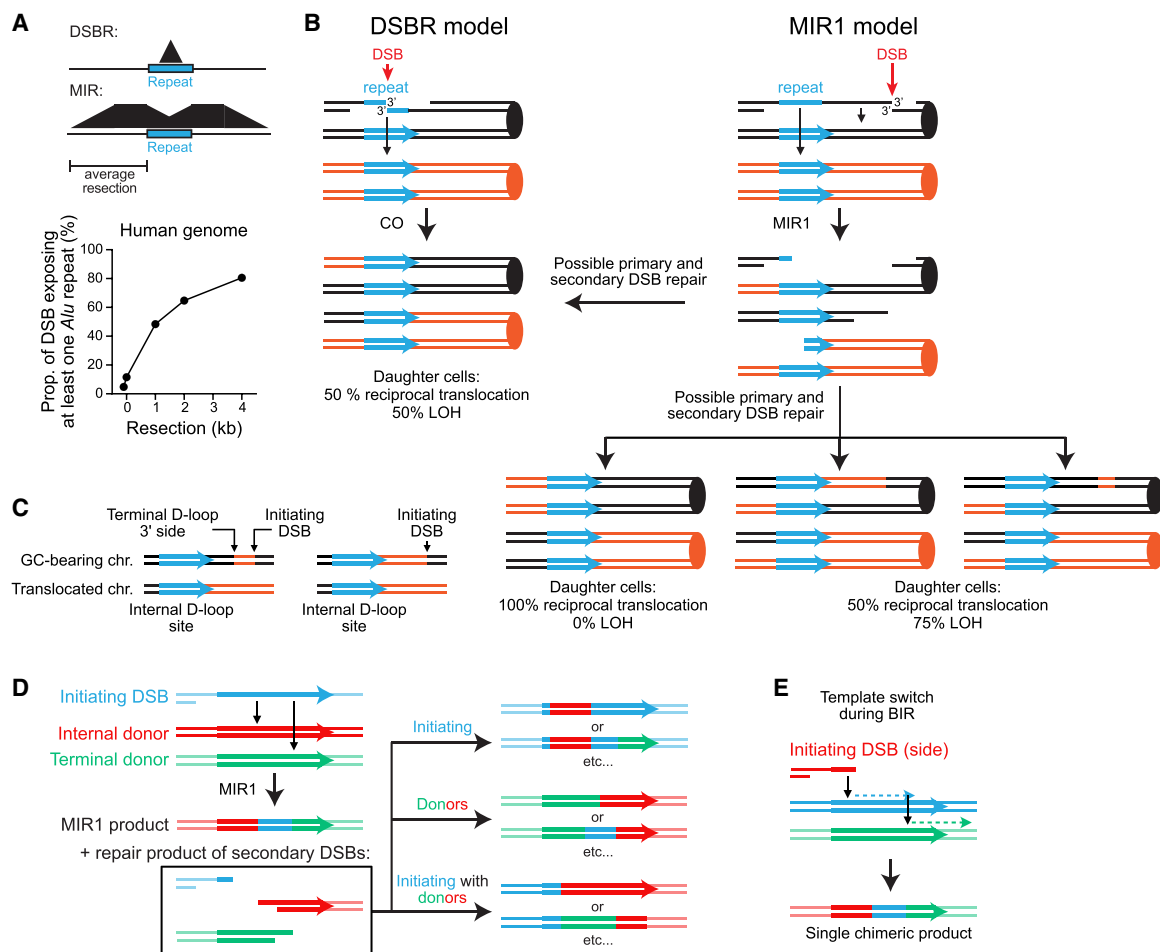 A
DSBR:
Repeat
MIR:
Repeat
average
resection
Human genome
Prop. of DSB exposing
at least one Alu repeat (%)
100
80
60
40
20
0
0 1 2 3 4
Resection (kb)
B
DSBR model
DSB
repeat
3'
3'
CO
Daughter cells:
50 % reciprocal translocation
50% LOH
MIR1 model
DSB
repeat
3'
3'
MIR1
Possible primary and
secondary DSB repair
Possible primary and
secondary DSB repair
Daughter cells:
100% reciprocal translocation
0% LOH
Daughter cells:
50% reciprocal translocation
75% LOH
C
Terminal D-loop
3' side
Initiating
DSB
Initiating
DSB
GC-bearing chr.
Translocated chr.
Internal D-loop
site
Internal D-loop
site
D
Initiating DSB
Internal donor
Terminal donor
MIR1
MIR1 product
+ repair product of secondary DSBs:
Initiating
or
etc...
Donors
or
etc...
Initiating with
donors
or
etc...
E
Template switch
during BIR
Initiating DSB (side)
Single chimeric product